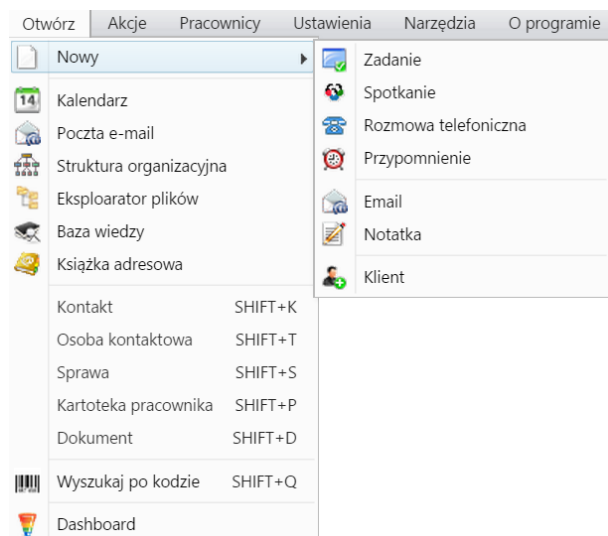 Otwórz Akcje Pracownicy Ustawienia Narzędzia O programie
Nowy
14 Kalendarz
Poczta e-mail
Struktura organizacyjna
Eksploarator plików
Baza wiedzy
Książka adresowa
Kontakt SHIFT+K
Osoba kontaktowa SHIFT+T
Sprawa SHIFT+S
Kartoteka pracownika SHIFT+P
Dokument SHIFT+D
Wyszukaj po kodzie SHIFT+Q
Dashboard
Zadanie
Spotkanie
Rozmowa telefoniczna
Przypomnienie
Email
Notatka
Klient